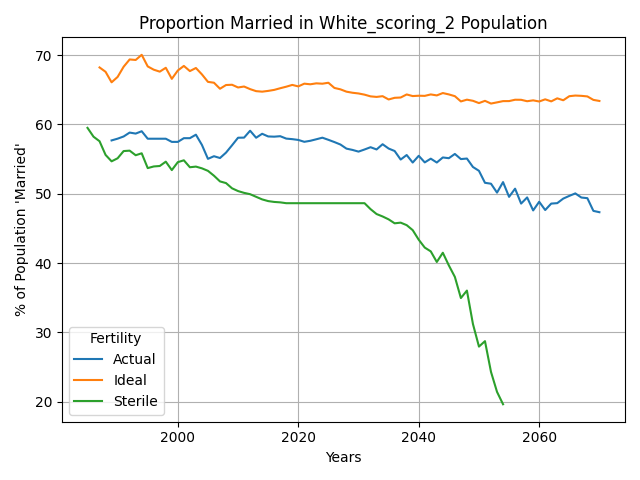 Proportion Married in White_scoring_2 Population
% of Population 'Married'
70
60
50
40
30
20
Fertility
Actual
Ideal
Sterile
2000
2020
2040
2060
Years